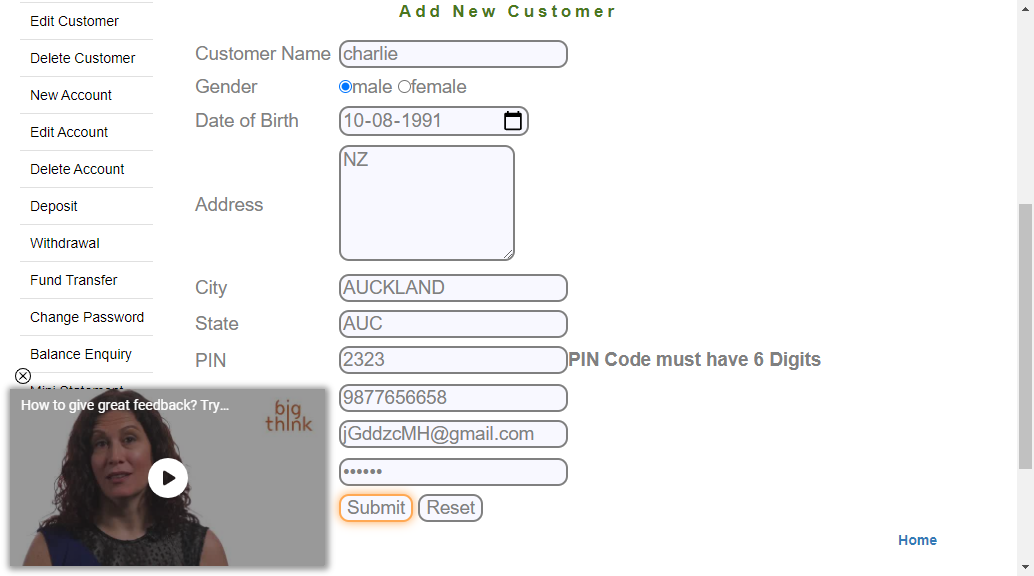 Add New Customer
Edit Customer
Delete Customer
New Account
Edit Account
Delete Account
Deposit
Withdrawal
Fund Transfer
Change Password
Balance Enquiry
Mini Statement
Customer Name charlie
Gender male female
Date of Birth 10-08-1991
Address NZ
City AUCKLAND
State AUC
PIN 2323 PIN Code must have 6 Digits
9877656658
jGddzcMH@gmail.com
••••••
Submit Reset
Home
How to give great feedback? Try...
big
think